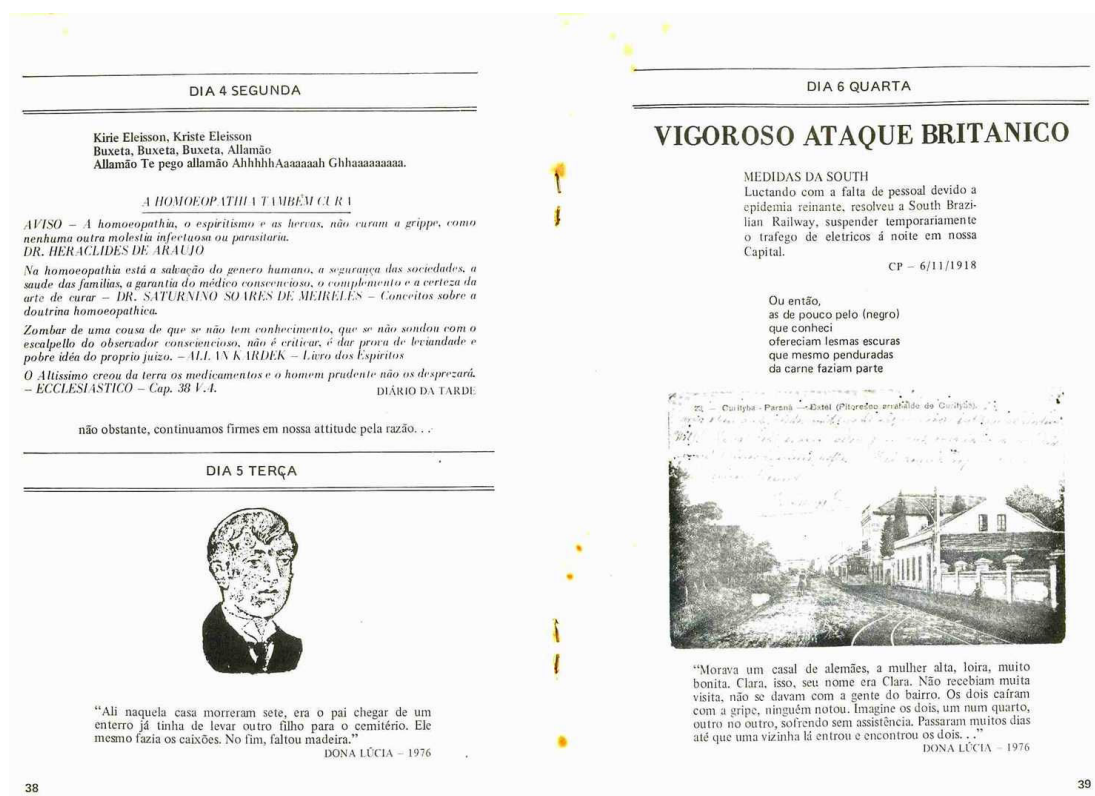 DIA 4 SEGUNDA
Kirie Eleisson, Kriste Eleisson
Buxeta, Buxeta, Buxeta, Allamão
Allamão Te pego allamão AhhhhhAaaaaaah Ghhaaaaaaaaa.
A HOMOEOPATHIA TAMBÉM CURA
AVISO — A homoeopathia, o espiritismo e as hervas, não curam a grippe, como
nenhuma outra molestia infectuosa ou parasitaria.
DR. HERACLIDES DE ARAUJO
Na homoeopathia está a salvação do genero humano, a segurança das sociedades, a
saude das familias, a garantia do médico consciencioso, o complemento e a certeza da
arte de curar — DR. SATURNINO SOARES DE MEIRELES — Conceitos sobre a
doutrina homoeopathica.
Zombar de uma cousa de que se não tem conhecimento, que se não sondou com o
escalpello do observador consciencioso, não é criticar, é dar prova de leviandade e
pobre idéa do proprio juizo. — ALLAN KARDEK — Livro dos Espiritos
O Altissimo creou da terra os medicamentos e o homem prudente não os desprezará.
— ECCLESIÁSTICO — Cap. 38 V.4.
DIÁRIO DA TARDE
não obstante, continuamos firmes em nossa attitude pela razão. . .
DIA 5 TERÇA
“Ali naquela casa morreram sete, era o pai chegar de um
enterro já tinha de levar outro filho para o cemitério. Ele
mesmo fazia os caixões. No fim, faltou madeira.”
DONA LÚCIA — 1976
38
DIA 6 QUARTA
VIGOROSO ATAQUE BRITANICO
MEDIDAS DA SOUTH
Luctando com a falta de pessoal devido a
epidemia reinante, resolveu a South Brazi-
lian Railway, suspender temporariamente
o trafego de eletricos á noite em nossa
Capital.
CP — 6/11/1918
Ou então,
as de pouco pelo (negro)
que conheci
ofereciam lesmas escuras
que mesmo penduradas
da carne faziam parte
Curityba - Paraná — Batel (Pitoresco arrabalde de Curityba).
“Morava um casal de alemães, a mulher alta, loira, muito
bonita. Clara, isso, seu nome era Clara. Não recebiam muita
visita, não se davam com a gente do bairro. Os dois caíram
com a gripe, ninguém notou. Imagine os dois, um num quarto,
outro no outro, sofrendo sem assistência. Passaram muitos dias
até que uma vizinha lá entrou e encontrou os dois. . .”
DONA LÚCIA — 1976
39